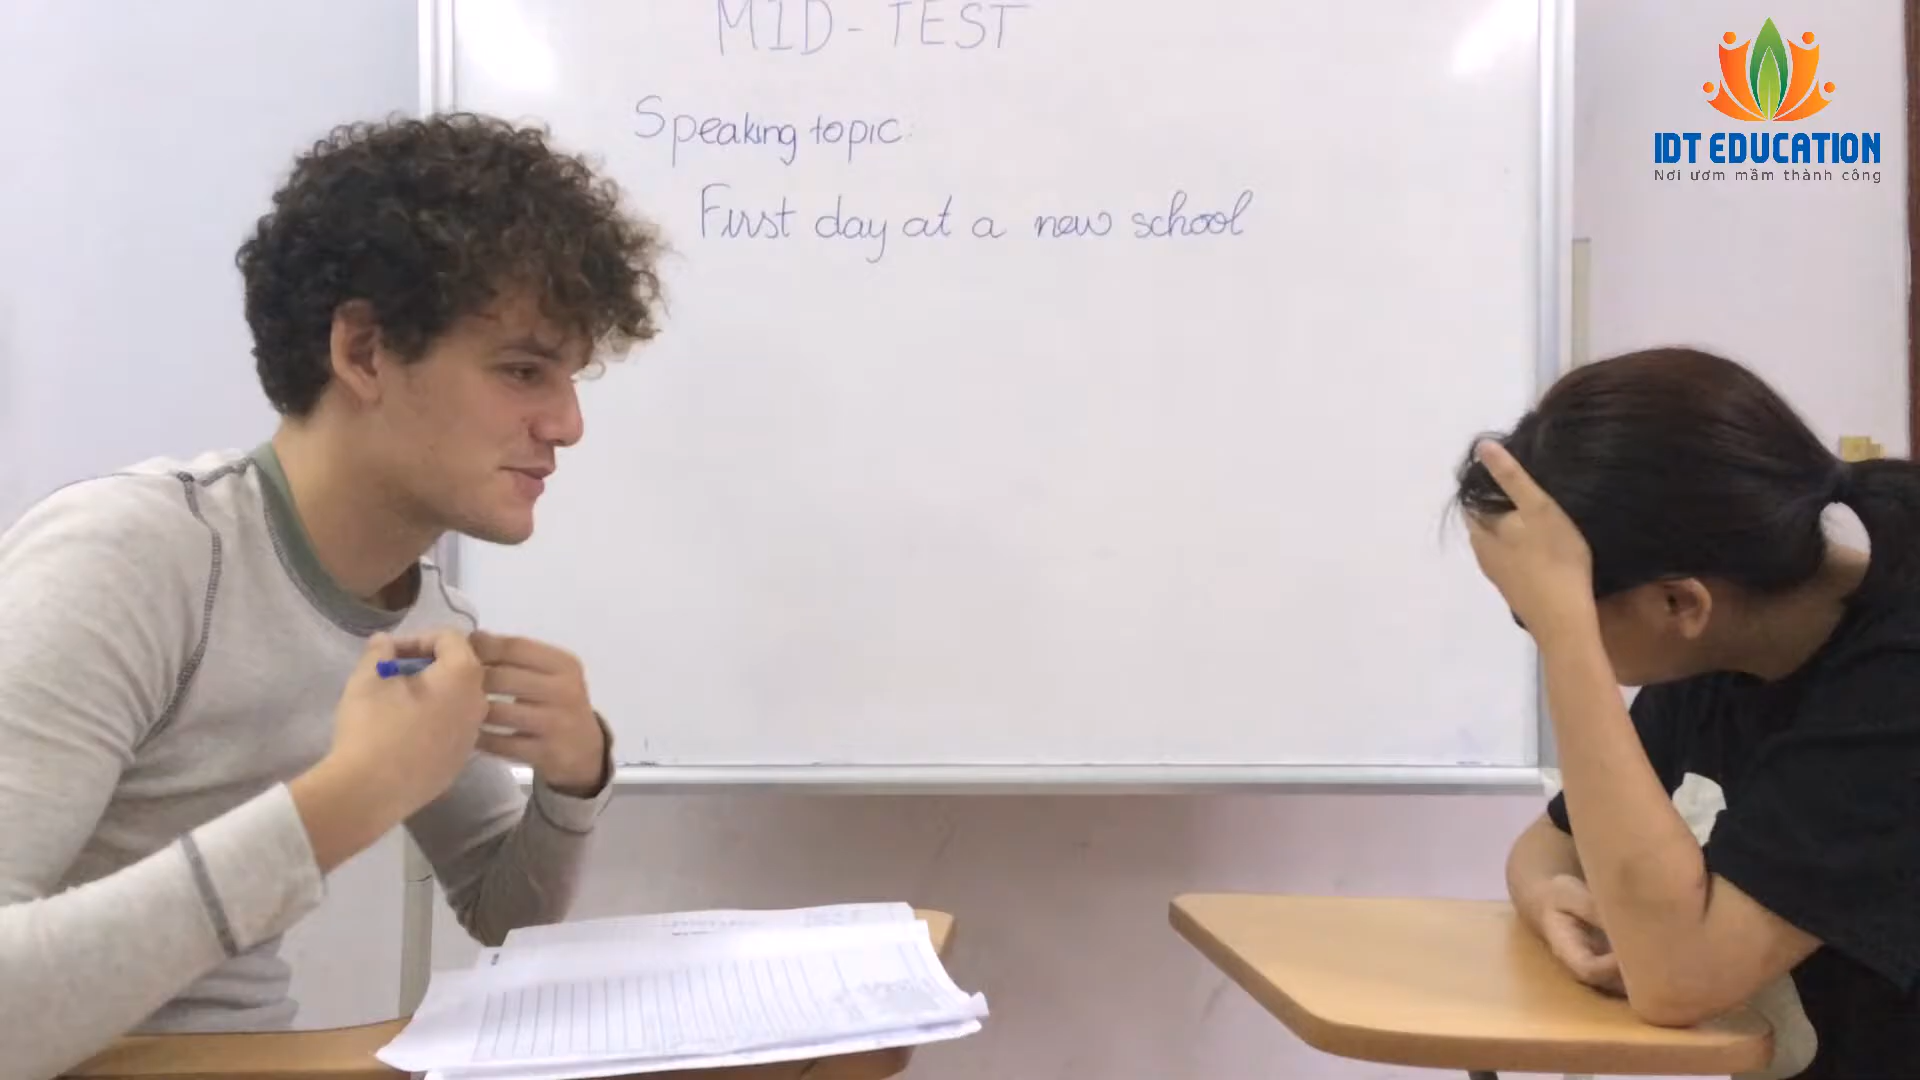 MID - TEST
Speaking topic:
First day at a new school
IDT EDUCATION
Nơi ươm mầm thành công